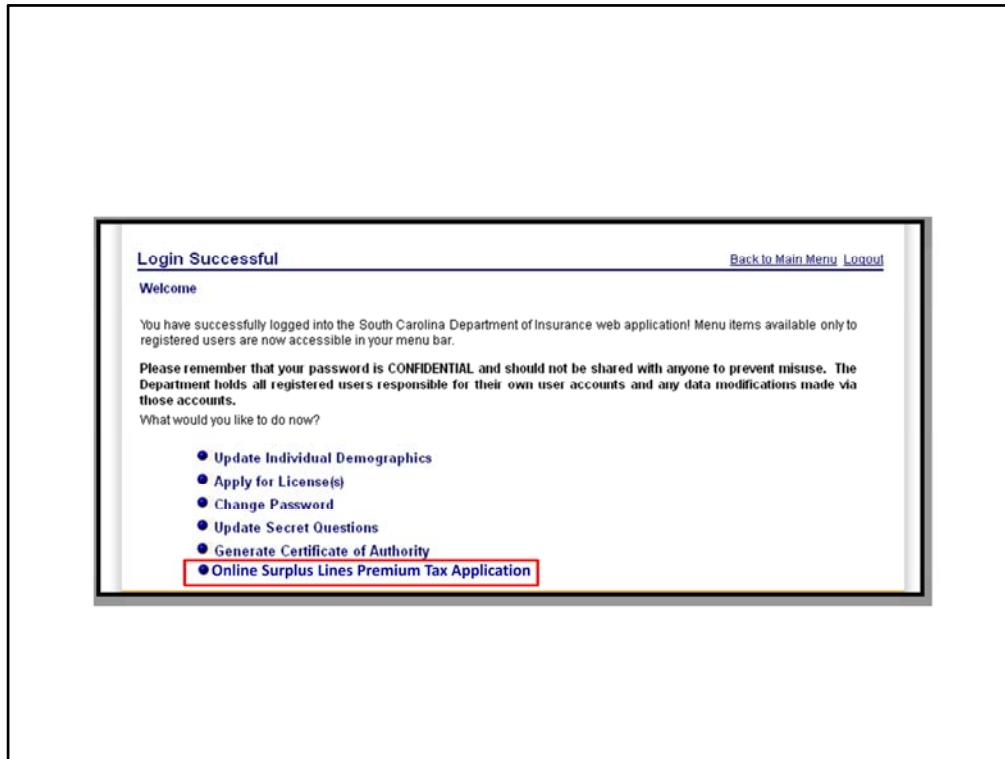 Login Successful
Back to Main Menu Logout
Welcome
You have successfully logged into the South Carolina Department of Insurance web application! Menu items available only to
registered users are now accessible in your menu bar.
Please remember that your password is CONFIDENTIAL and should not be shared with anyone to prevent misuse. The
Department holds all registered users responsible for their own user accounts and any data modifications made via
those accounts.
What would you like to do now?
Update Individual Demographics
Apply for License(s)
Change Password
Update Secret Questions
Generate Certificate of Authority
Online Surplus Lines Premium Tax Application